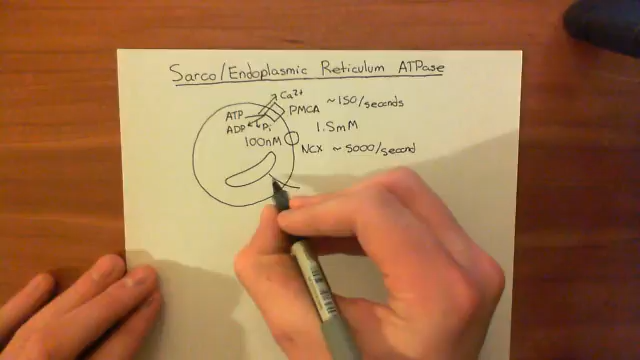 Sarco/Endoplasmic Reticulum ATPase
Ca2+
ATP
PMCA ~150/seconds
ADP
Pi
1.5mM
100nM
NCX ~5000/second